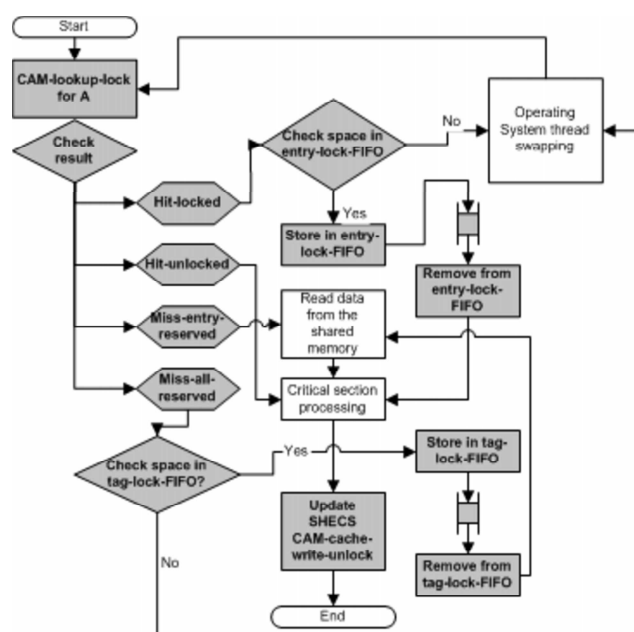 Start
CAM-lookup-lock
for A
Check
result
Hit-locked
Hit-unlocked
Miss-entry-
reserved
Miss-all-
reserved
Check space in
entry-lock-FIFO
No
Operating
System thread
swapping
Yes
Store in entry-
lock-FIFO
Remove from
entry-lock-
FIFO
Read data
from the
shared
memory
Critical section
processing
Check space in
tag-lock-FIFO?
Yes
Store in tag-
lock-FIFO
Update
SHECS
CAM-cache-
write-unlock
Remove from
tag-lock-FIFO
No
End